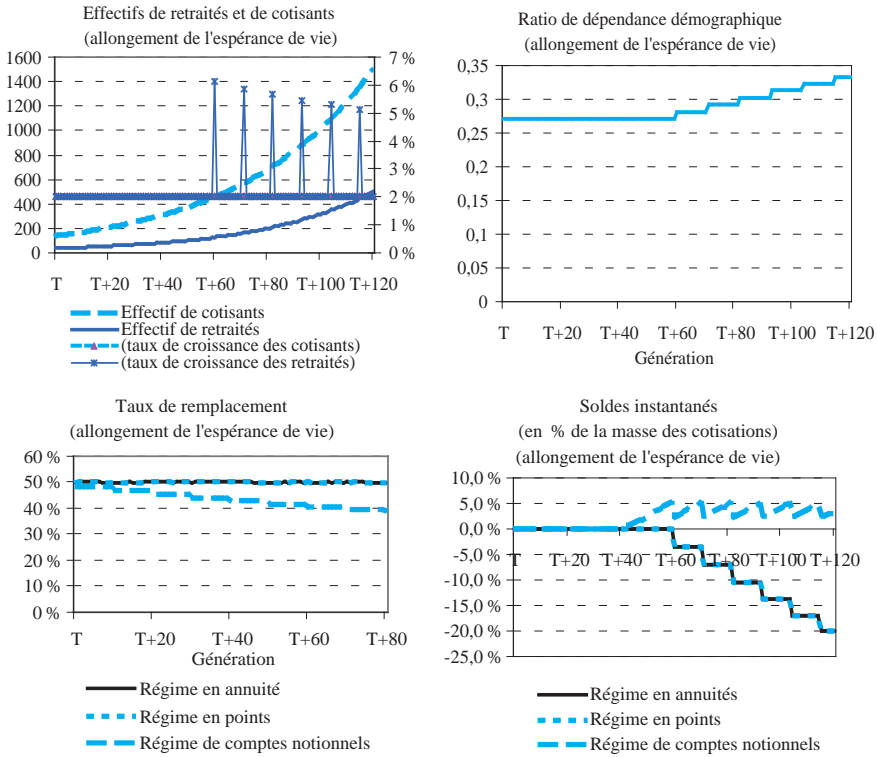 Effectifs de retraités et de cotisants
(allongement de l'espérance de vie)
1600
1400
1200
1000
800
600
400
200
0
7 %
6 %
5 %
4 %
3 %
2 %
1 %
0 %
T T+20 T+40 T+60 T+80 T+100 T+120
Effectif de cotisants
Effectif de retraités
(taux de croissance des cotisants)
(taux de croissance des retraités)
Ratio de dépendance démographique
(allongement de l'espérance de vie)
0,35
0,3
0,25
0,2
0,15
0,1
0,05
0
T T+20 T+40 T+60 T+80 T+100 T+120
Génération
Taux de remplacement
(allongement de l'espérance de vie)
60 %
50 %
40 %
30 %
20 %
10 %
0 %
T T+20 T+40 T+60 T+80
Génération
Régime en annuité
Régime en points
Régime de comptes notionnels
Soldes instantanés
(en % de la masse des cotisations)
(allongement de l'espérance de vie)
10,0 %
5,0 %
0,0 %
-5,0 %
-10,0 %
-15,0 %
-20,0 %
-25,0 %
T T+20 T+40 T+60 T+80 T+100 T+120
Régime en annuités
Régime en points
Régime de comptes notionnels